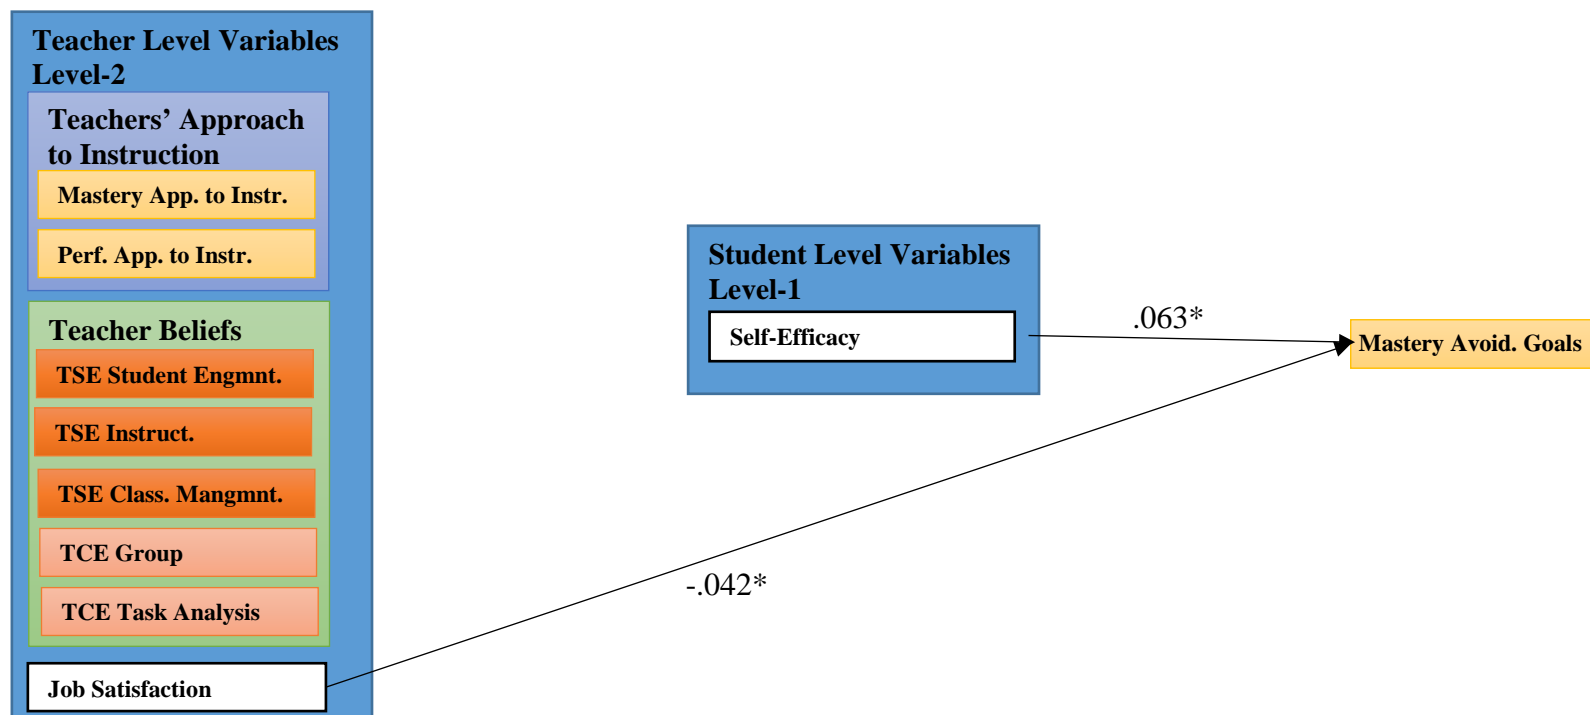 Teacher Level Variables
Level-2
Teachers’ Approach
to Instruction
Mastery App. to Instr.
Perf. App. to Instr.
Teacher Beliefs
TSE Student Engmnt.
TSE Instruct.
TSE Class. Mangmnt.
TCE Group
TCE Task Analysis
Job Satisfaction
Student Level Variables
Level-1
Self-Efficacy
.063*
-.042*
Mastery Avoid. Goals